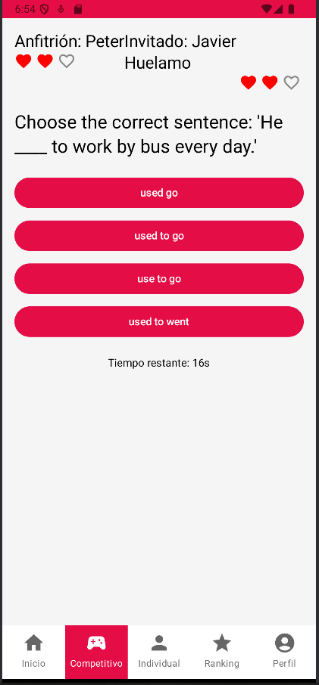 6:54
Anfitrión: PeterInvitado: Javier
Huelamo
Choose the correct sentence: 'He
____ to work by bus every day.'
used go
used to go
use to go
used to went
Tiempo restante: 16s
Inicio
Competitivo
Individual
Ranking
Perfil